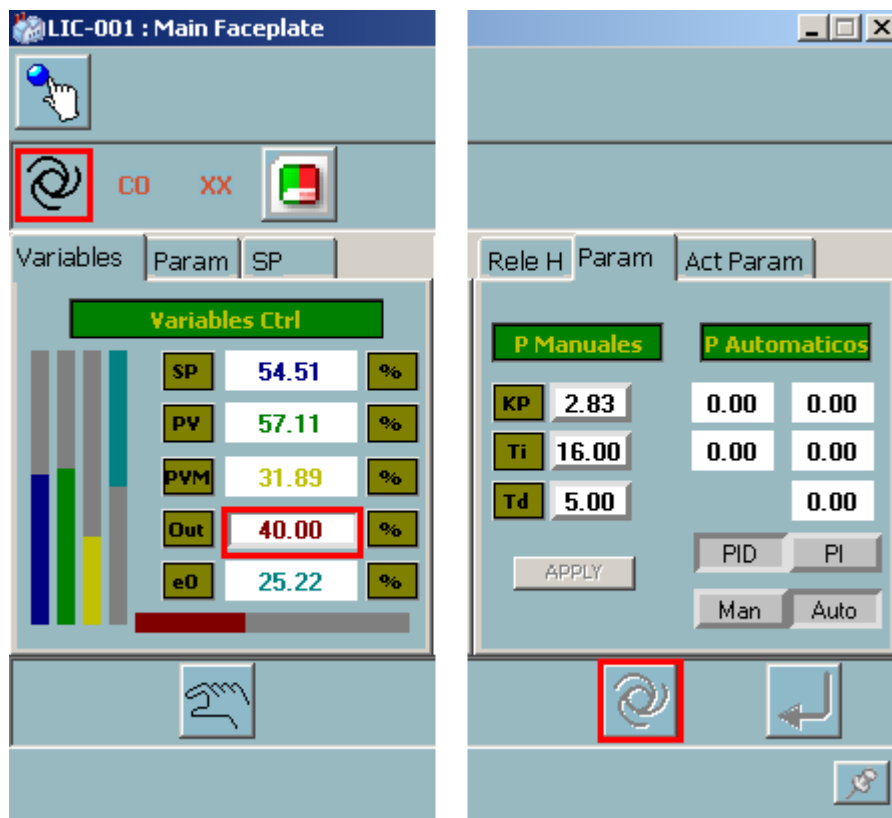 LIC-001 : Main Faceplate
CO XX
Variables Param SP
Variables Ctrl
SP 54.51 %
PV 57.11 %
PVM 31.89 %
Out 40.00 %
e0 25.22 %
Rele H Param Act Param
P Manuales P Automaticos
KP 2.83 0.00 0.00
Ti 16.00 0.00 0.00
Td 5.00 0.00
APPLY PID PI
Man Auto